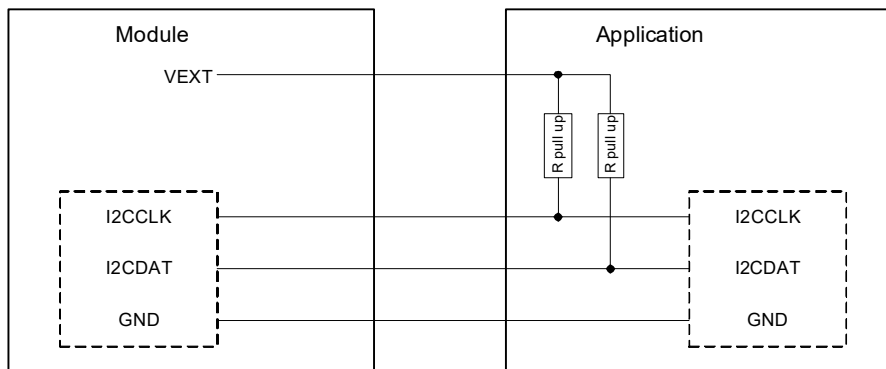 Module
Application
VEXT
R pull up
R pull up
I2CCLK
I2CCLK
I2CDAT
I2CDAT
GND
GND